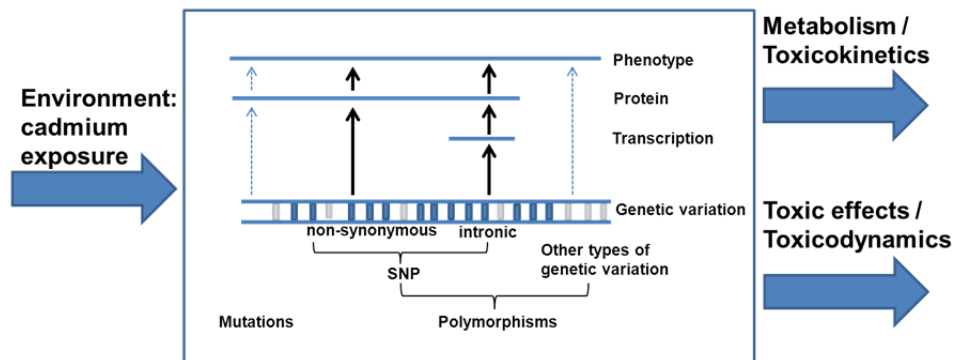 Environment:
cadmium
exposure
Phenotype
Protein
Transcription
Genetic variation
non-synonymous
intronic
SNP
Other types of
genetic variation
Mutations
Polymorphisms
Metabolism /
Toxicokinetics
Toxic effects /
Toxicodynamics